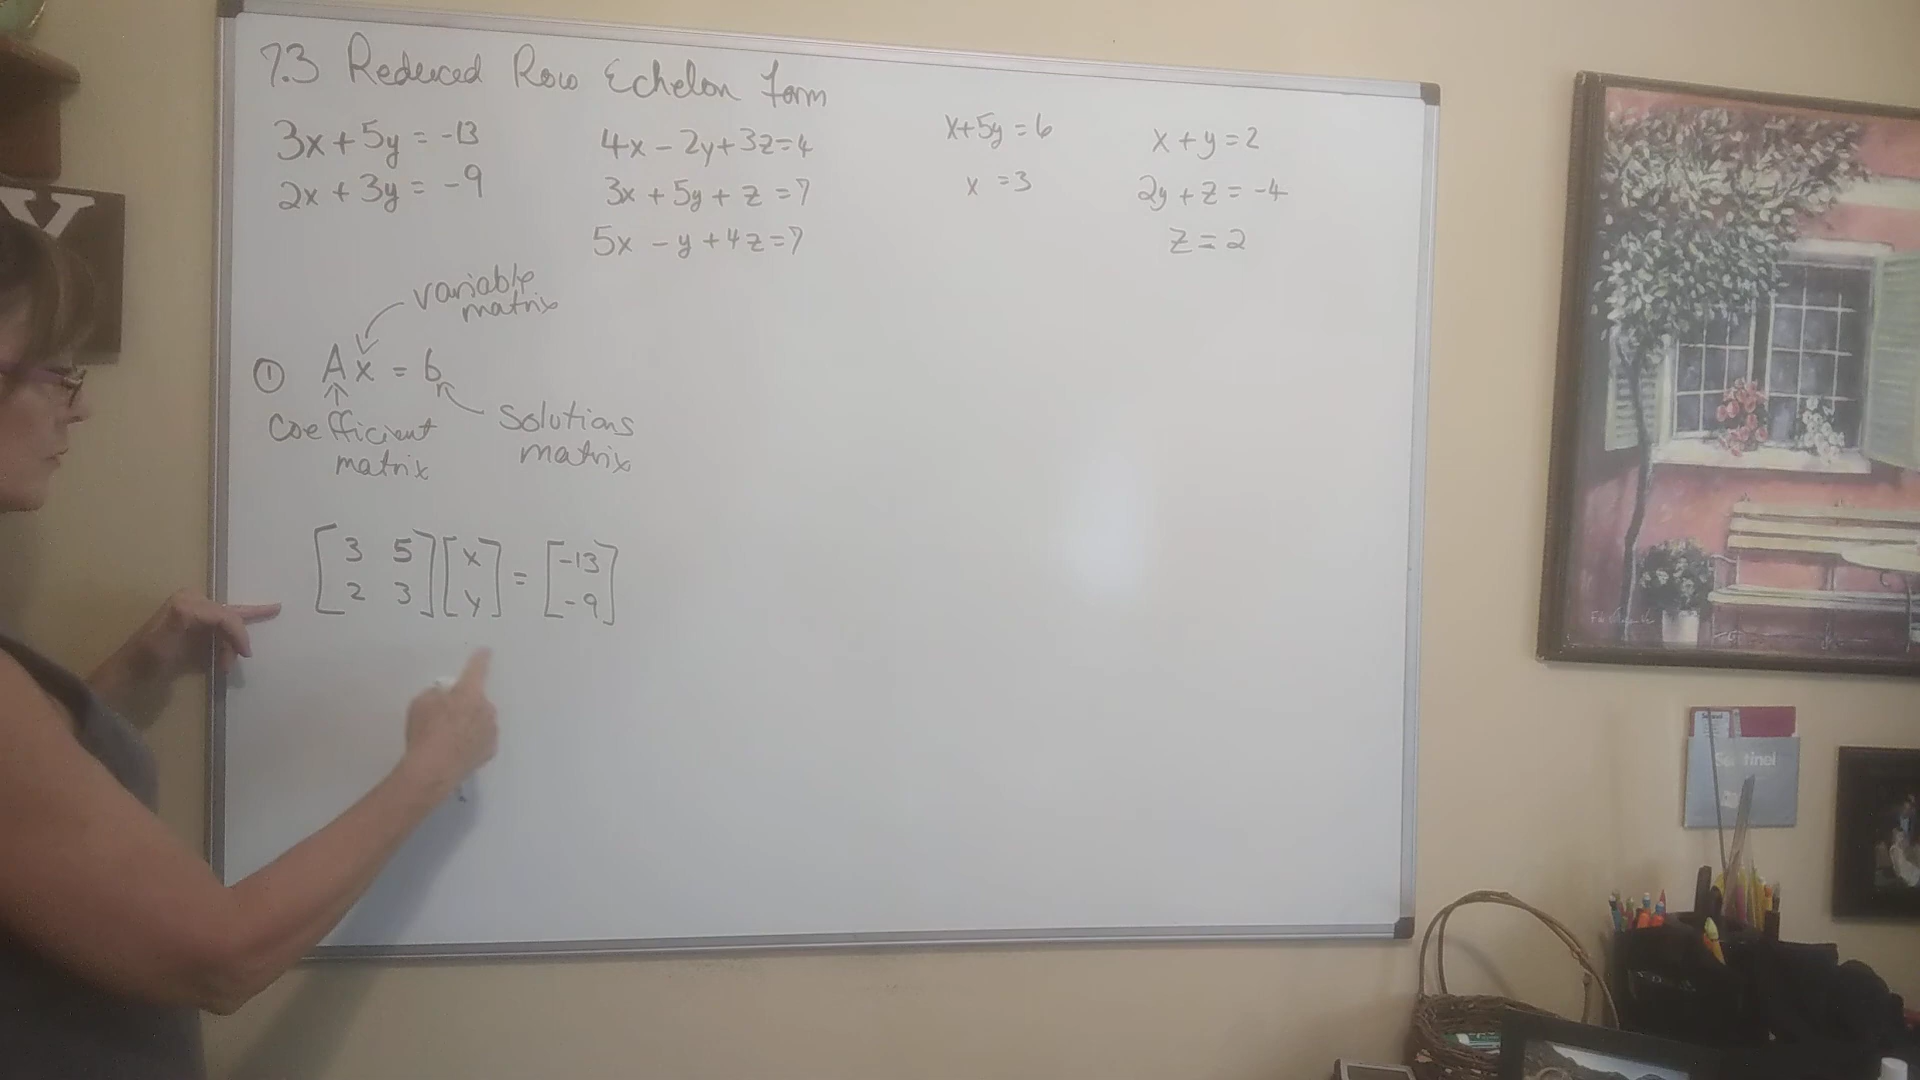 7.3 Reduced Row Echelon Form
3x + 5y = -13
2x + 3y = -9
4x - 2y + 3z = 4
3x + 5y + z = 7
5x - y + 4z = 7
x + 5y = 6
x = 3
x + y = 2
2y + z = -4
z = 2
variable
matrix
① Ax = b
coefficient
matrix
solutions
matrix
[3 5] [x] = [-13]
[2 3] [y] [-9]
Y
Sentinel